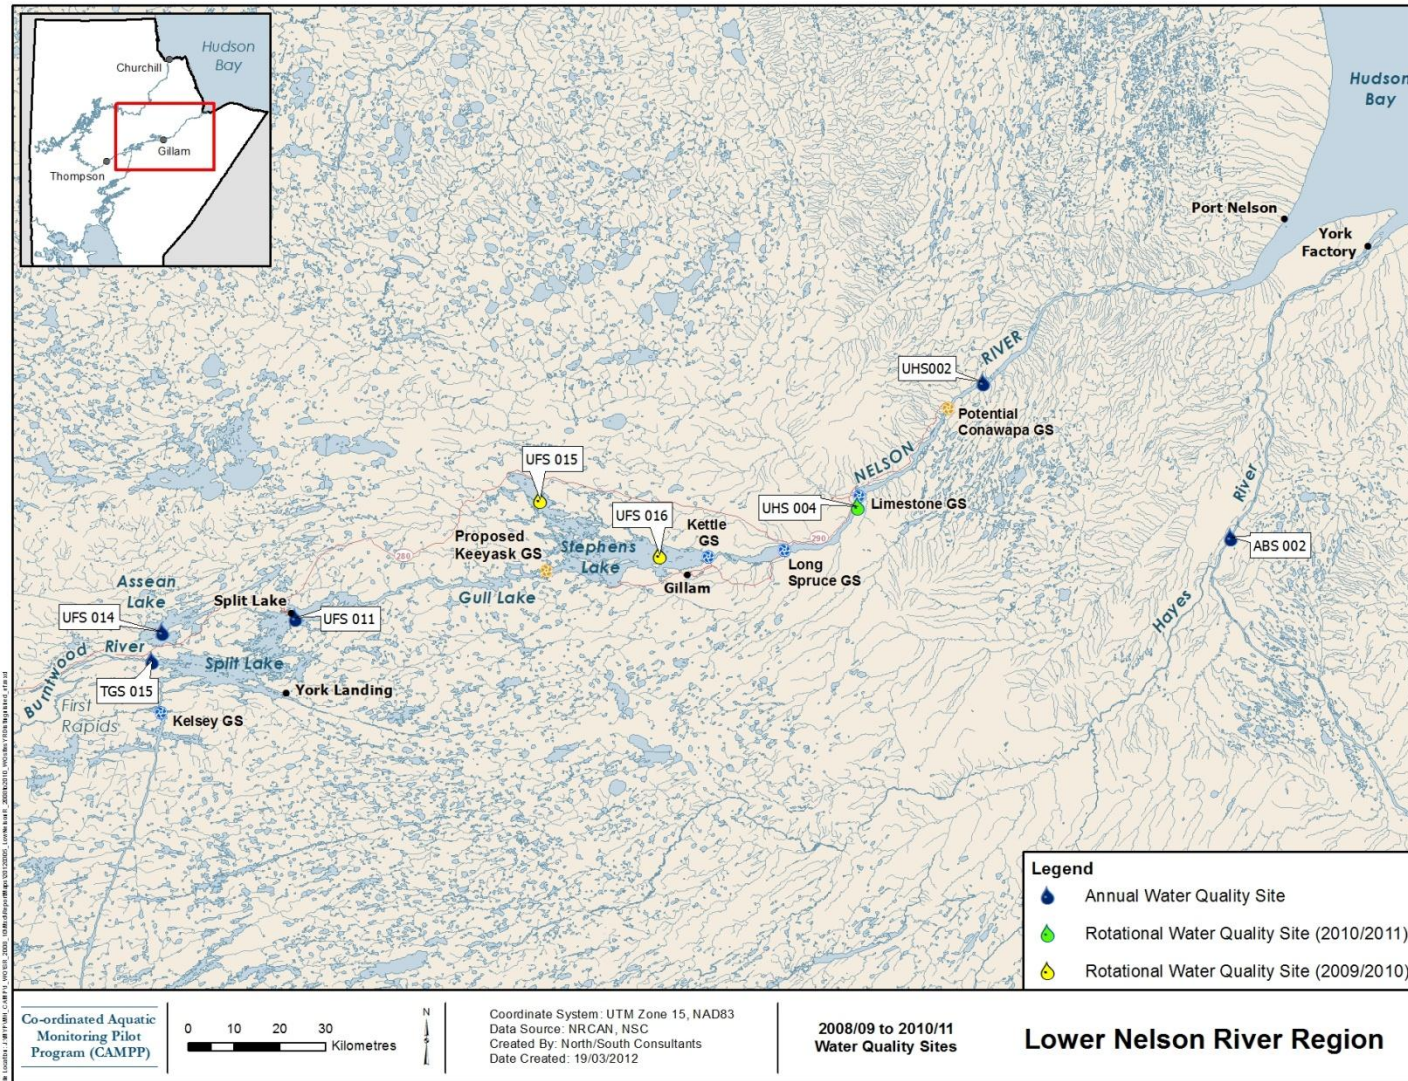 Hudson
Bay
Churchill
Gillam
Thompson
Hudson
Bay
Port Nelson
York
Factory
UHS002
RIVER
Potential
Conawapa GS
NELSON
UFS 015
UHS 004
Limestone GS
River
UFS 016
Kettle
GS
Proposed
Keeyask GS
Stephens
Lake
290
280
Long
Spruce GS
ABS 002
Gull Lake
Gillam
Hayes
Assean
Lake
Split Lake
UFS 011
UFS 014
River
Burntwood
Split Lake
TGS 015
York Landing
First
Rapids
Kelsey GS
Legend
Annual Water Quality Site
Rotational Water Quality Site (2010/2011)
Rotational Water Quality Site (2009/2010)
Co-ordinated Aquatic
Monitoring Pilot
Program (CAMPP)
0 10 20 30
Kilometres
N
Coordinate System: UTM Zone 15, NAD83
Data Source: NRCAN, NSC
Created By: North/South Consultants
Date Created: 19/03/2012
2008/09 to 2010/11
Water Quality Sites
Lower Nelson River Region